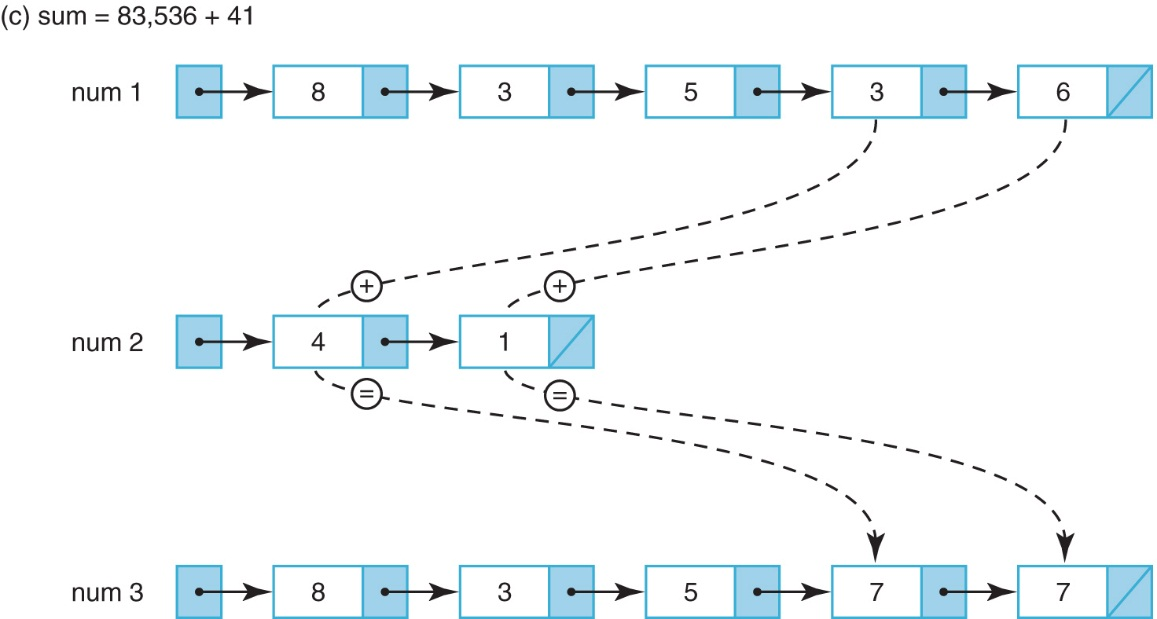 (c) sum = 83,536 + 41
num 1 8 3 5 3 6
+ +
num 2 4 1
= =
num 3 8 3 5 7 7